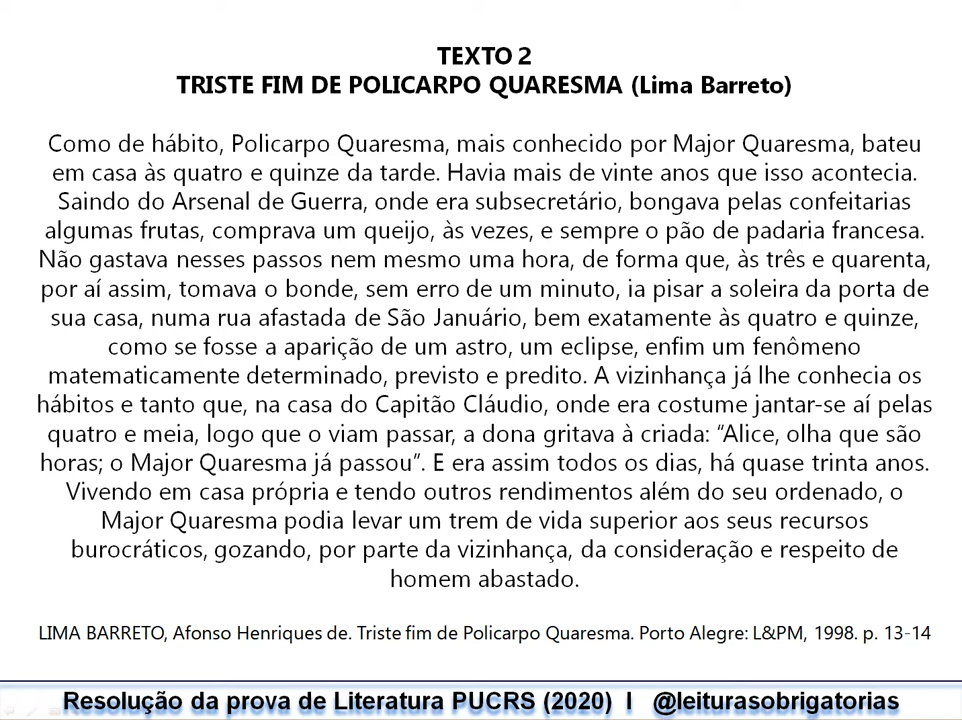 TEXTO 2
TRISTE FIM DE POLICARPO QUARESMA (Lima Barreto)
Como de hábito, Policarpo Quaresma, mais conhecido por Major Quaresma, bateu
em casa às quatro e quinze da tarde. Havia mais de vinte anos que isso acontecia.
Saindo do Arsenal de Guerra, onde era subsecretário, bongava pelas confeitarias
algumas frutas, comprava um queijo, às vezes, e sempre o pão de padaria francesa.
Não gastava nesses passos nem mesmo uma hora, de forma que, às três e quarenta,
por aí assim, tomava o bonde, sem erro de um minuto, ia pisar a soleira da porta de
sua casa, numa rua afastada de São Januário, bem exatamente às quatro e quinze,
como se fosse a aparição de um astro, um eclipse, enfim um fenômeno
matematicamente determinado, previsto e predito. A vizinhança já lhe conhecia os
hábitos e tanto que, na casa do Capitão Cláudio, onde era costume jantar-se aí pelas
quatro e meia, logo que o viam passar, a dona gritava à criada: “Alice, olha que são
horas; o Major Quaresma já passou”. E era assim todos os dias, há quase trinta anos.
Vivendo em casa própria e tendo outros rendimentos além do seu ordenado, o
Major Quaresma podia levar um trem de vida superior aos seus recursos
burocráticos, gozando, por parte da vizinhança, da consideração e respeito de
homem abastado.
LIMA BARRETO, Afonso Henriques de. Triste fim de Policarpo Quaresma. Porto Alegre: L&PM, 1998. p. 13-14
Resolução da prova de Literatura PUCRS (2020) I @leiturasobrigatorias